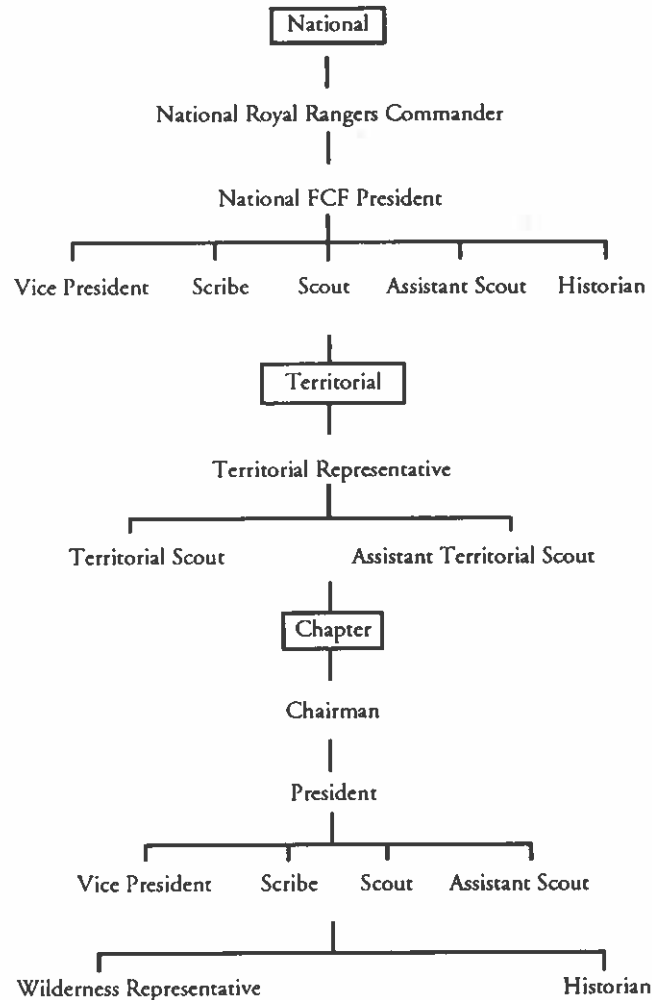 National
National Royal Rangers Commander
National FCF President
Vice President Scribe Scout Assistant Scout Historian
Territorial
Territorial Representative
Territorial Scout Assistant Territorial Scout
Chapter
Chairman
President
Vice President Scribe Scout Assistant Scout
Wilderness Representative Historian